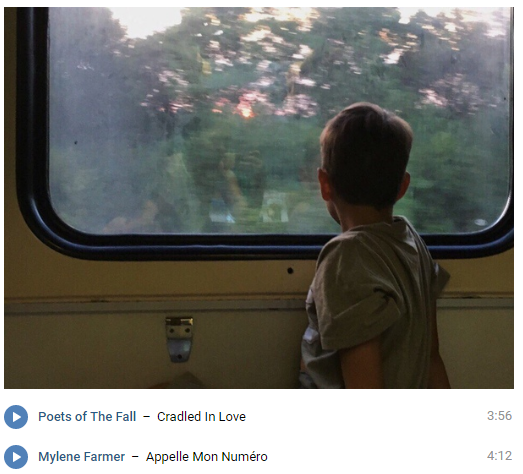 Poets of The Fall – Cradled In Love 3:56
Mylene Farmer – Appelle Mon Numéro 4:12